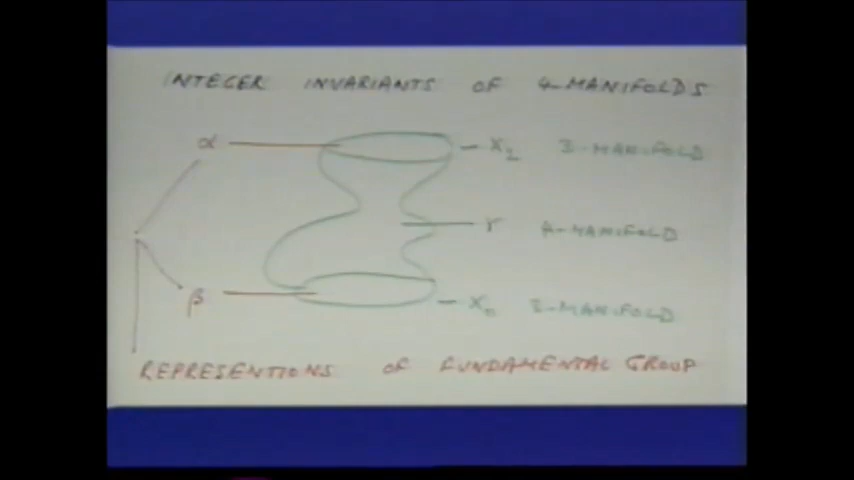 INTEGER INVARIANTS OF 4-MANIFOLDS
α X₁ 3-MANIFOLD
Y 4-MANIFOLD
β X₀ 3-MANIFOLD
REPRESENTIONS OF FUNDAMENTAL GROUP